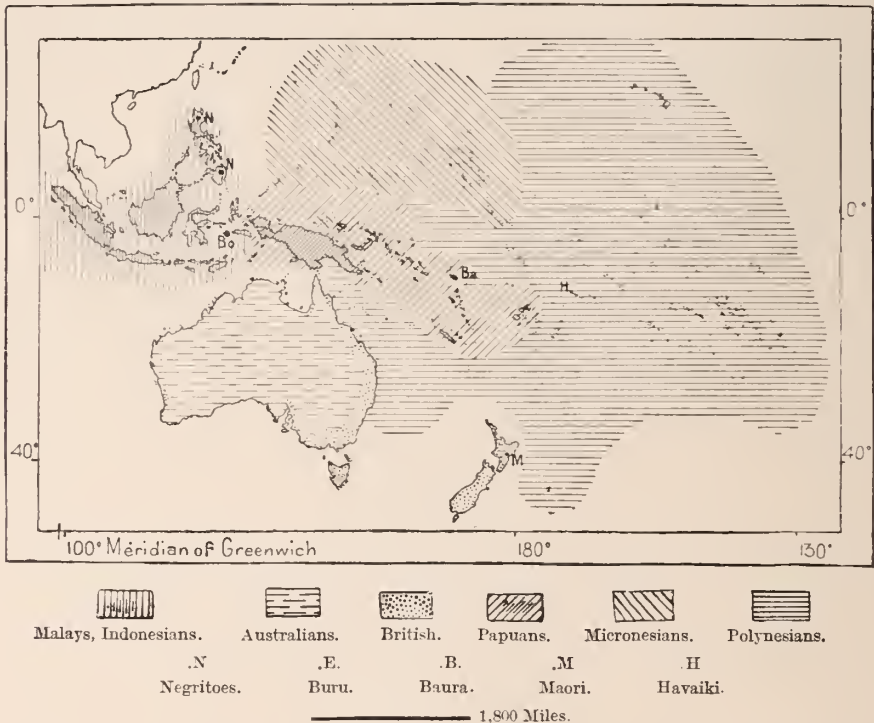 N
N
0°
0°
Bo
Ba
H
40°
40°
M
100° Méridian of Greenwich 180° 130°
Malays, Indonesians. Australians. British. Papuans. Micronesians. Polynesians.
.N .E. .B. .M .H
Negritoes. Buru. Baura. Maori. Havaiki.
1,800 Miles.